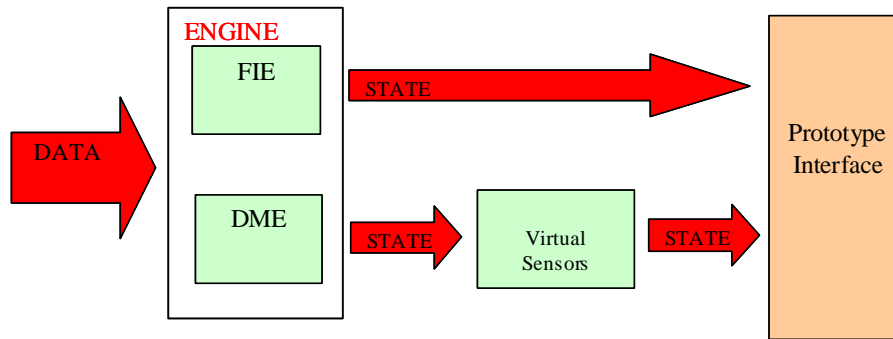 ENGINE
FIE
STATE
DATA
Prototype
Interface
DME
STATE
Virtual
Sensors
STATE